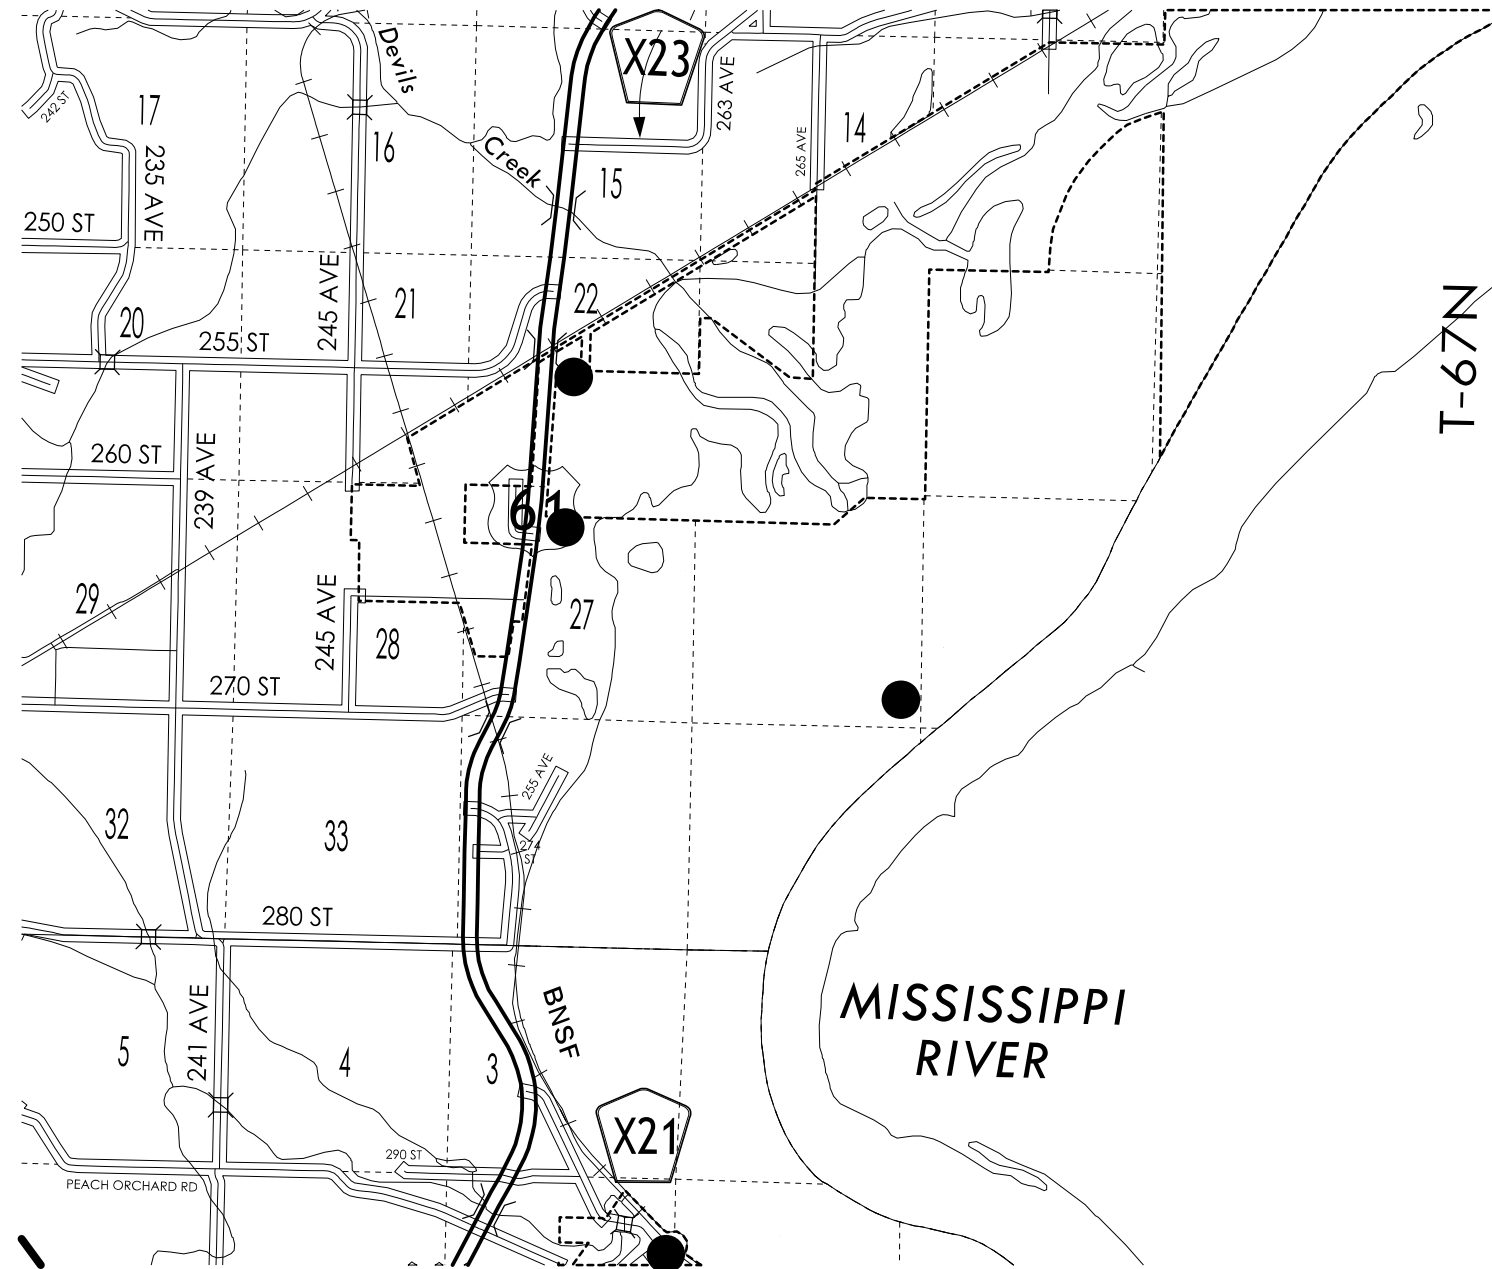 Devils
X23
263 AVE
242 ST
17
14
16
265 AVE
Creek
15
235 AVE
250 ST
245 AVE
21
22
20
255 ST
T-67N
260 ST
239 AVE
61
29
245 AVE
27
28
270 ST
255 AVE
32
33
274
ST
280 ST
MISSISSIPPI
RIVER
BNSF
241 AVE
5
4
3
X21
290 ST
PEACH ORCHARD RD